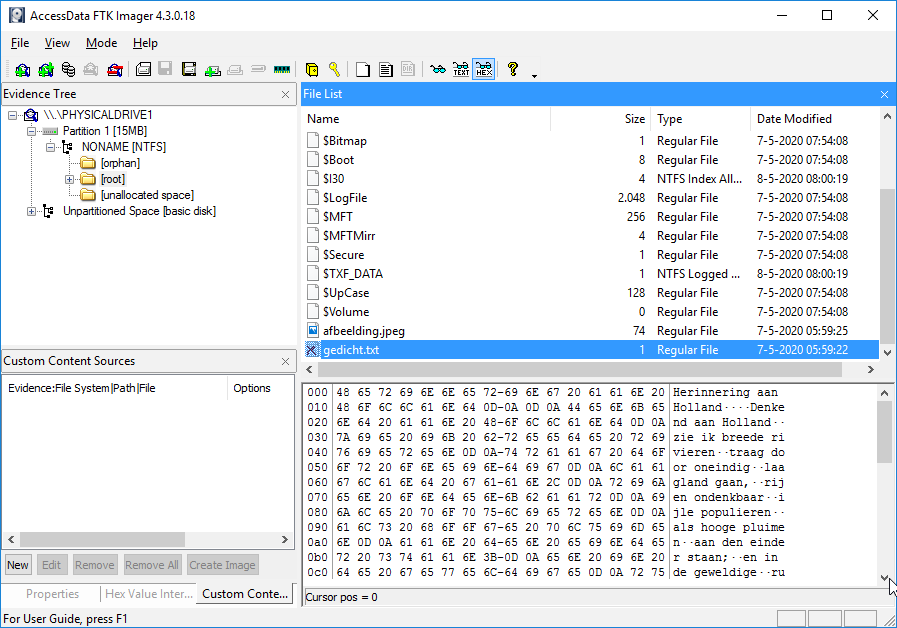 AccessData FTK Imager 4.3.0.18
File View Mode Help
Evidence Tree
\\.\PHYSICALDRIVE1
Partition 1 [15MB]
NONAME [NTFS]
[orphan]
[root]
[unallocated space]
Unpartitioned Space [basic disk]
Custom Content Sources
Evidence:File System|Path|File Options
New Edit Remove Remove All Create Image
Properties Hex Value Inter... Custom Conte...
File List
Name Size Type Date Modified
$Bitmap 1 Regular File 7-5-2020 07:54:08
$Boot 8 Regular File 7-5-2020 07:54:08
$I30 4 NTFS Index All... 8-5-2020 08:00:19
$LogFile 2.048 Regular File 7-5-2020 07:54:08
$MFT 256 Regular File 7-5-2020 07:54:08
$MFTMirr 4 Regular File 7-5-2020 07:54:08
$Secure 1 Regular File 7-5-2020 07:54:08
$TXF_DATA 1 NTFS Logged ... 8-5-2020 08:00:19
$UpCase 128 Regular File 7-5-2020 07:54:08
$Volume 0 Regular File 7-5-2020 07:54:08
afbeelding.jpeg 74 Regular File 7-5-2020 05:59:25
gedicht.txt 1 Regular File 7-5-2020 05:59:22
000 48 65 72 69 6E 6E 65 72-69 6E 67 20 61 61 6E 20 Herinnering aan
010 48 6F 6C 6C 61 6E 64 0D-0A 0D 0A 44 65 6E 6B 65 Holland····Denke
020 6E 64 20 61 61 6E 20 48-6F 6C 6C 61 6E 64 0D 0A nd aan Holland··
030 7A 69 65 20 69 6B 20 62-72 65 65 64 65 20 72 69 zie ik breede ri
040 76 69 65 72 65 6E 0D 0A-74 72 61 61 67 20 64 6F vieren··traag do
050 6F 72 20 6F 6E 65 69 6E-64 69 67 0D 0A 6C 61 61 or oneindig··laa
060 67 6C 61 6E 64 20 67 61-61 6E 2C 0D 0A 72 69 6A gland gaan,··rij
070 65 6E 20 6F 6E 64 65 6E-6B 62 61 61 72 0D 0A 69 en ondenkbaar··i
080 6A 6C 65 20 70 6F 70 75-6C 69 65 72 65 6E 0D 0A jle populieren··
090 61 6C 73 20 68 6F 6F 67-65 20 70 6C 75 69 6D 65 als hooge pluime
0a0 6E 0D 0A 61 61 6E 20 64-65 6E 20 65 69 6E 64 65 n··aan den einde
0b0 72 20 73 74 61 61 6E 3B-0D 0A 65 6E 20 69 6E 20 r staan;··en in
0c0 64 65 20 67 65 77 65 6C-64 69 67 65 0D 0A 72 75 de geweldige··ru
Cursor pos = 0
For User Guide, press F1